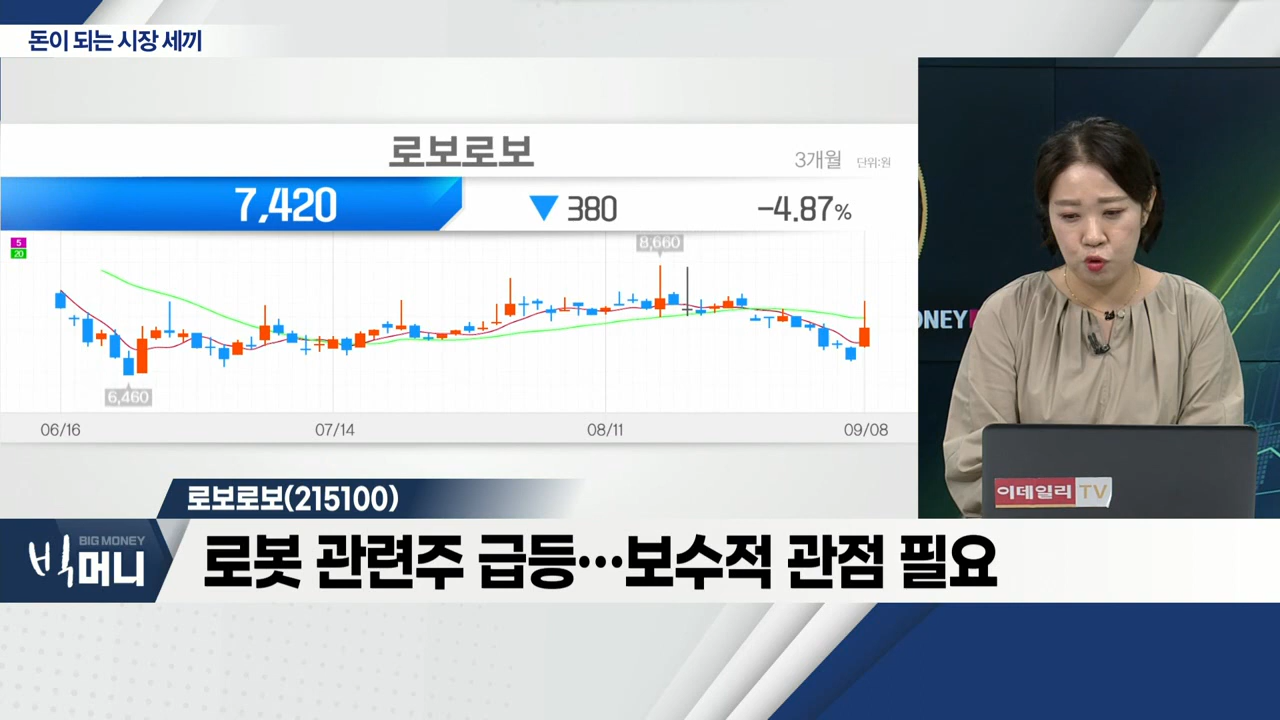 돈이 되는 시장 세끼
로보로보
3개월 단위:원
7,420 ▼ 380 -4.87%
5
20
8,660
6,460
06/16 07/14 08/11 09/08
ONEY
이데일리 TV
로보로보(215100)
BIG MONEY
빅머니
로봇 관련주 급등…보수적 관점 필요